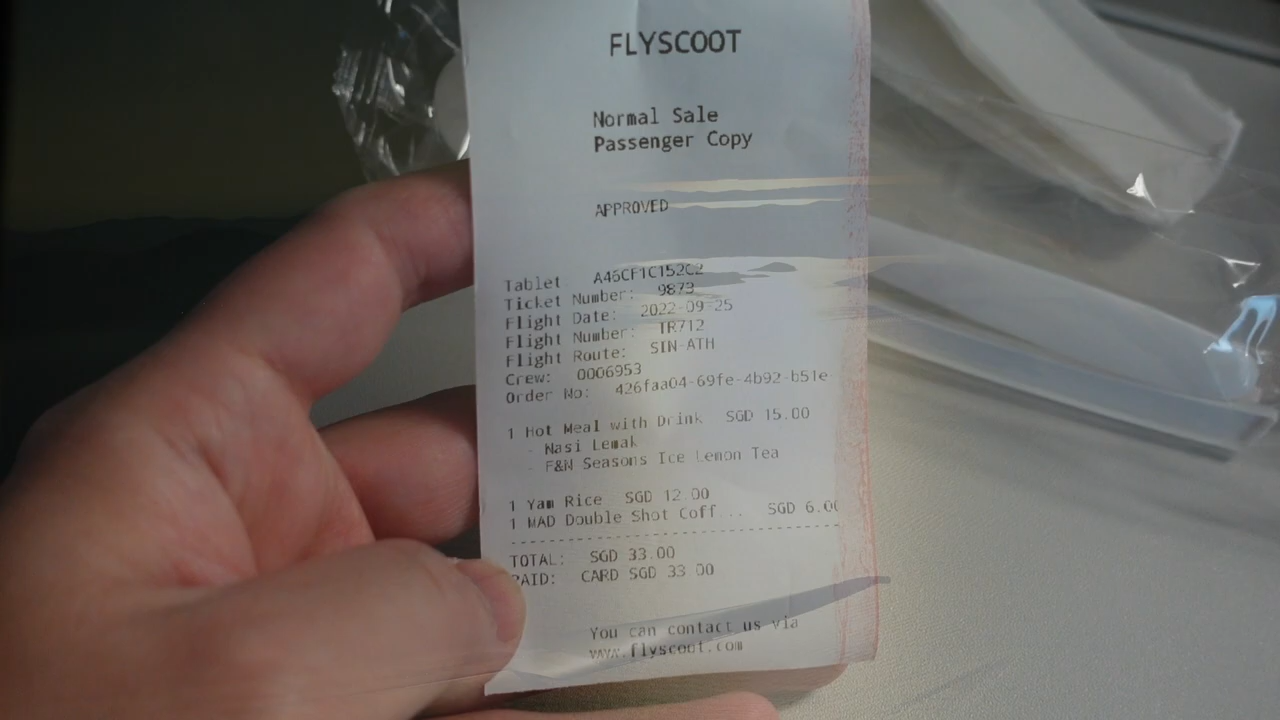 FLYSCOOT
Normal Sale
Passenger Copy
APPROVED
Tablet A46CF1C152C2
Ticket Number: 9873
Flight Date: 2022-09-25
Flight Number: TR712
Flight Route: SIN-ATH
Crew: 0006953
Order No: 426faa04-69fe-4b92-b51e
1 Hot Meal with Drink SGD 15.00
- Nasi Lemak
- F&N Seasons Ice Lemon Tea
1 Yam Rice SGD 12.00
1 MAD Double Shot Coff... SGD 6.00
TOTAL: SGD 33.00
PAID: CARD SGD 33.00
You can contact us via
www.flyscoot.com